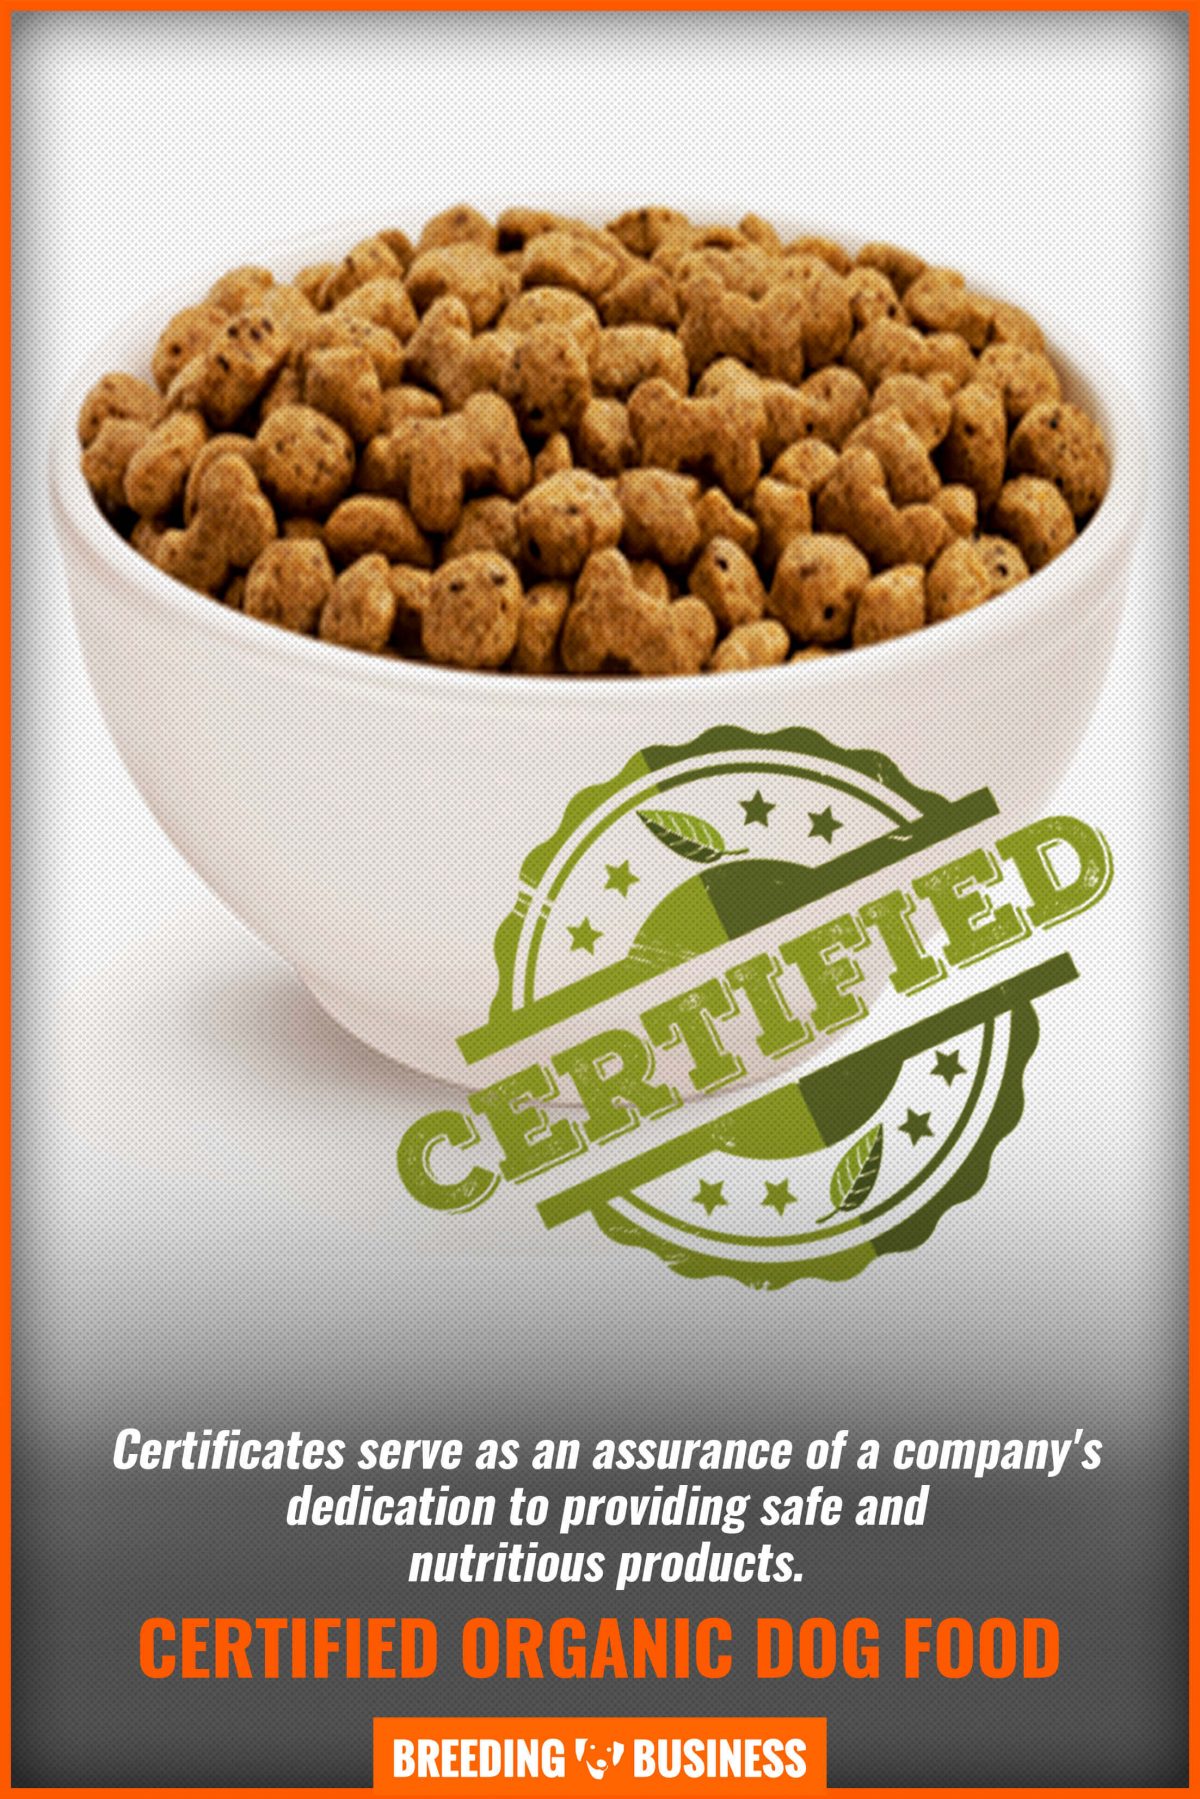 CERTIFIED
Certificates serve as an assurance of a company's
dedication to providing safe and
nutritious products.
CERTIFIED ORGANIC DOG FOOD
BREEDING BUSINESS